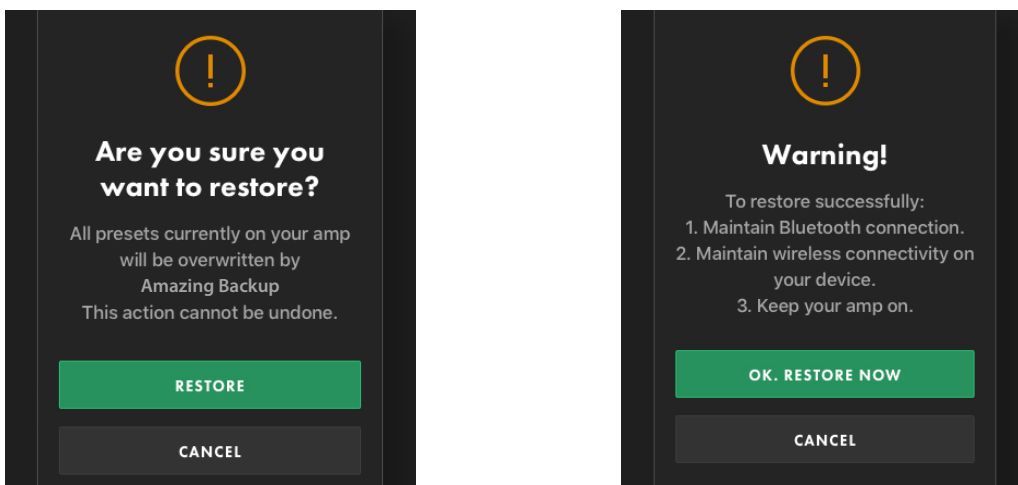 !
Are you sure you
want to restore?
All presets currently on your amp
will be overwritten by
Amazing Backup
This action cannot be undone.
RESTORE
CANCEL
!
Warning!
To restore successfully:
1. Maintain Bluetooth connection.
2. Maintain wireless connectivity on
your device.
3. Keep your amp on.
OK. RESTORE NOW
CANCEL